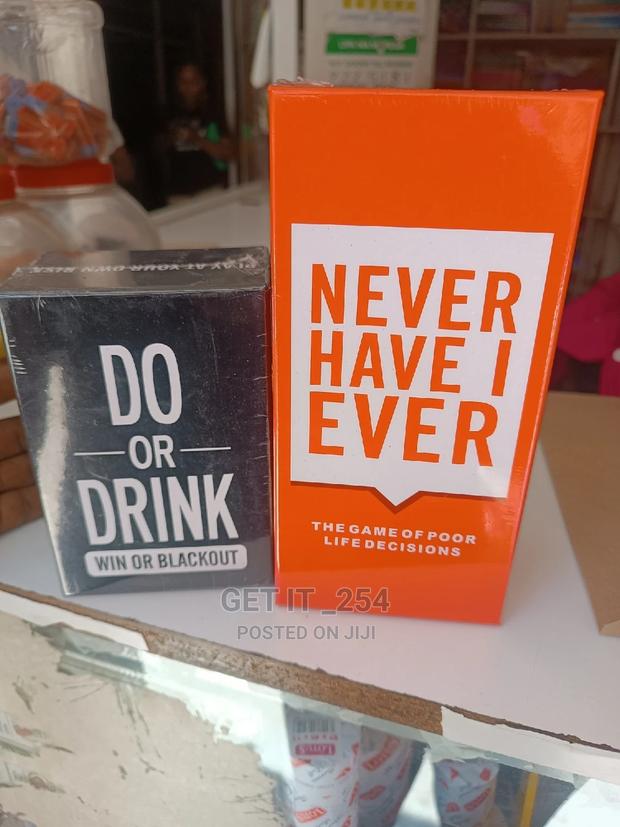 PLAY AT YOUR OWN RISK
DO
OR
DRINK
WIN OR BLACKOUT
NEVER
HAVE I
EVER
THE GAME OF POOR
LIFE DECISIONS
GET IT_254
POSTED ON JIJI